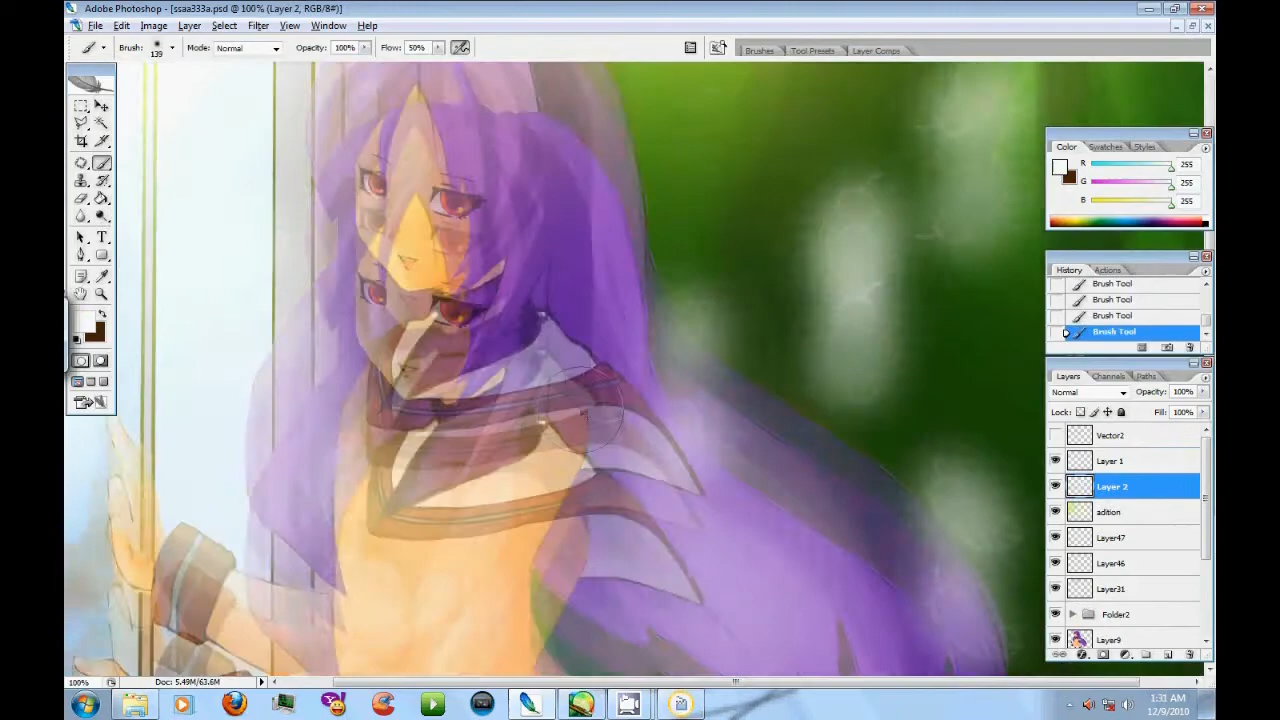 Adobe Photoshop - [ssaa333a.psd @ 100% (Layer 2, RGB/8#)]
File Edit Image Layer Select Filter View Window Help
Brush: 139 Mode: Normal Opacity: 100% Flow: 50% Brushes Tool Presets Layer Comps
Color Swatches Styles
R 255
G 255
B 255
History Actions
Brush Tool
Brush Tool
Brush Tool
Brush Tool
Layers Channels Paths
Normal Opacity: 100%
Lock: Fill: 100%
Vector2
Layer 1
Layer 2
adition
Layer47
Layer46
Layer31
Folder2
Layer9
100% Doc: 5.49M/63.6M
1:31 AM
12/9/2010